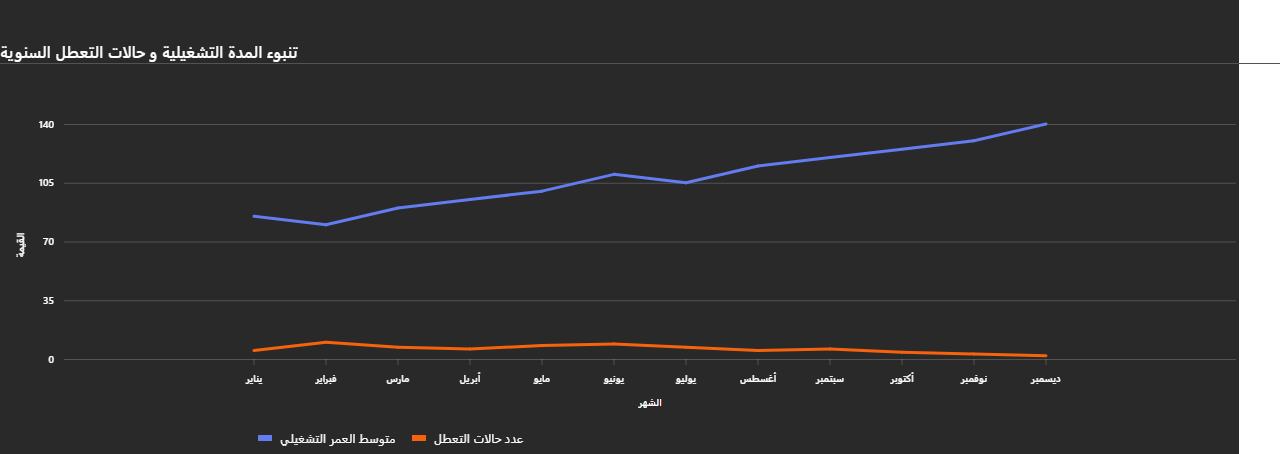 تنبوء المدة التشغيلية و حالات التعطل السنوية
140
105
70
35
0
القيمة
يناير فبراير مارس أبريل مايو يونيو يوليو أغسطس سبتمبر أكتوبر نوفمبر ديسمبر
الشهر
متوسط العمر التشغيلي عدد حالات التعطل